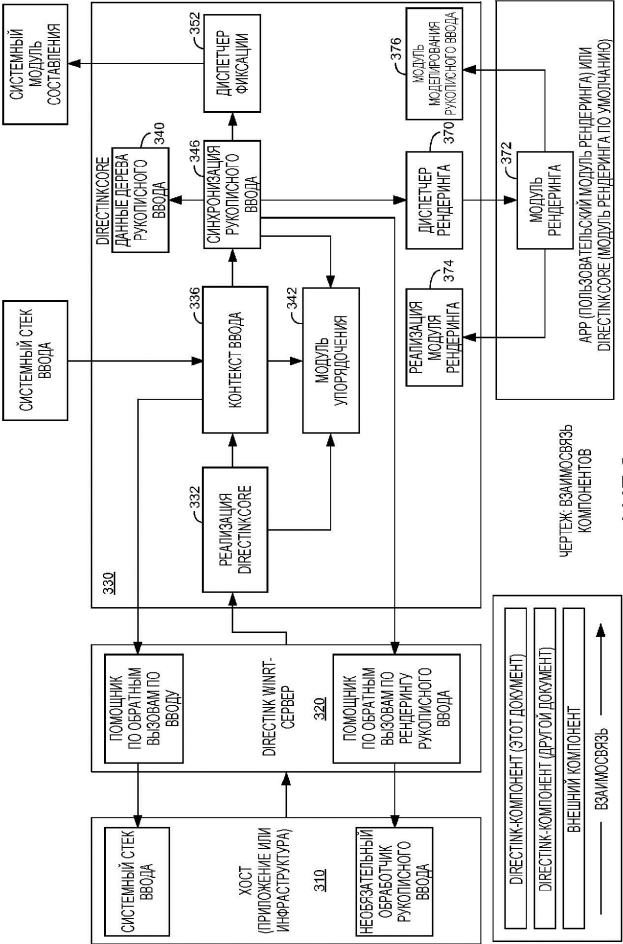 СИСТЕМНЫЙ СТЕК
ВВОДА
ХОСТ
(ПРИЛОЖЕНИЕ ИЛИ
ИНФРАСТРУКТУРА)
310
НЕОБЯЗАТЕЛЬНЫЙ
ОБРАБОТЧИК
РУКОПИСНОГО
ВВОДА
ПОМОЩНИК
ПО ОБРАТНЫМ
ВЫЗОВАМ ПО
ВВОДУ
DIRECTINK WINRT-
СЕРВЕР
320
ПОМОЩНИК
ПО ОБРАТНЫМ
ВЫЗОВАМ ПО
РЕНДЕРИНГУ
РУКОПИСНОГО
ВВОДА
330
СИСТЕМНЫЙ СТЕК
ВВОДА
СИСТЕМНЫЙ
МОДУЛЬ
СОСТАВЛЕНИЯ
332
РЕАЛИЗАЦИЯ
DIRECTINKCORE
336
КОНТЕКСТ ВВОДА
342
МОДУЛЬ
УПОРЯДОЧЕНИЯ
DIRECTINKCORE
340
ДАННЫЕ ДЕРЕВА
РУКОПИСНОГО
ВВОДА
346
СИНХРОНИЗАЦИЯ
РУКОПИСНОГО
ВВОДА
352
ДИСПЕТЧЕР
ФИКСАЦИИ
374
РЕАЛИЗАЦИЯ
МОДУЛЯ
РЕНДЕРИНГА
370
ДИСПЕТЧЕР
РЕНДЕРИНГА
376
МОДУЛЬ
МОДЕЛИРОВАНИЯ
РУКОПИСНОГО ВВОДА
372
МОДУЛЬ
РЕНДЕРИНГА
APP (ПОЛЬЗОВАТЕЛЬСКИЙ МОДУЛЬ РЕНДЕРИНГА) ИЛИ
DIRECTINKCORE (МОДУЛЬ РЕНДЕРИНГА ПО УМОЛЧАНИЮ)
ЧЕРТЕЖ: ВЗАИМОСВЯЗЬ
КОМПОНЕНТОВ
DIRECTINK-КОМПОНЕНТ (ЭТОТ ДОКУМЕНТ)
DIRECTINK-КОМПОНЕНТ (ДРУГОЙ ДОКУМЕНТ)
ВНЕШНИЙ КОМПОНЕНТ
ВЗАИМОСВЯЗЬ